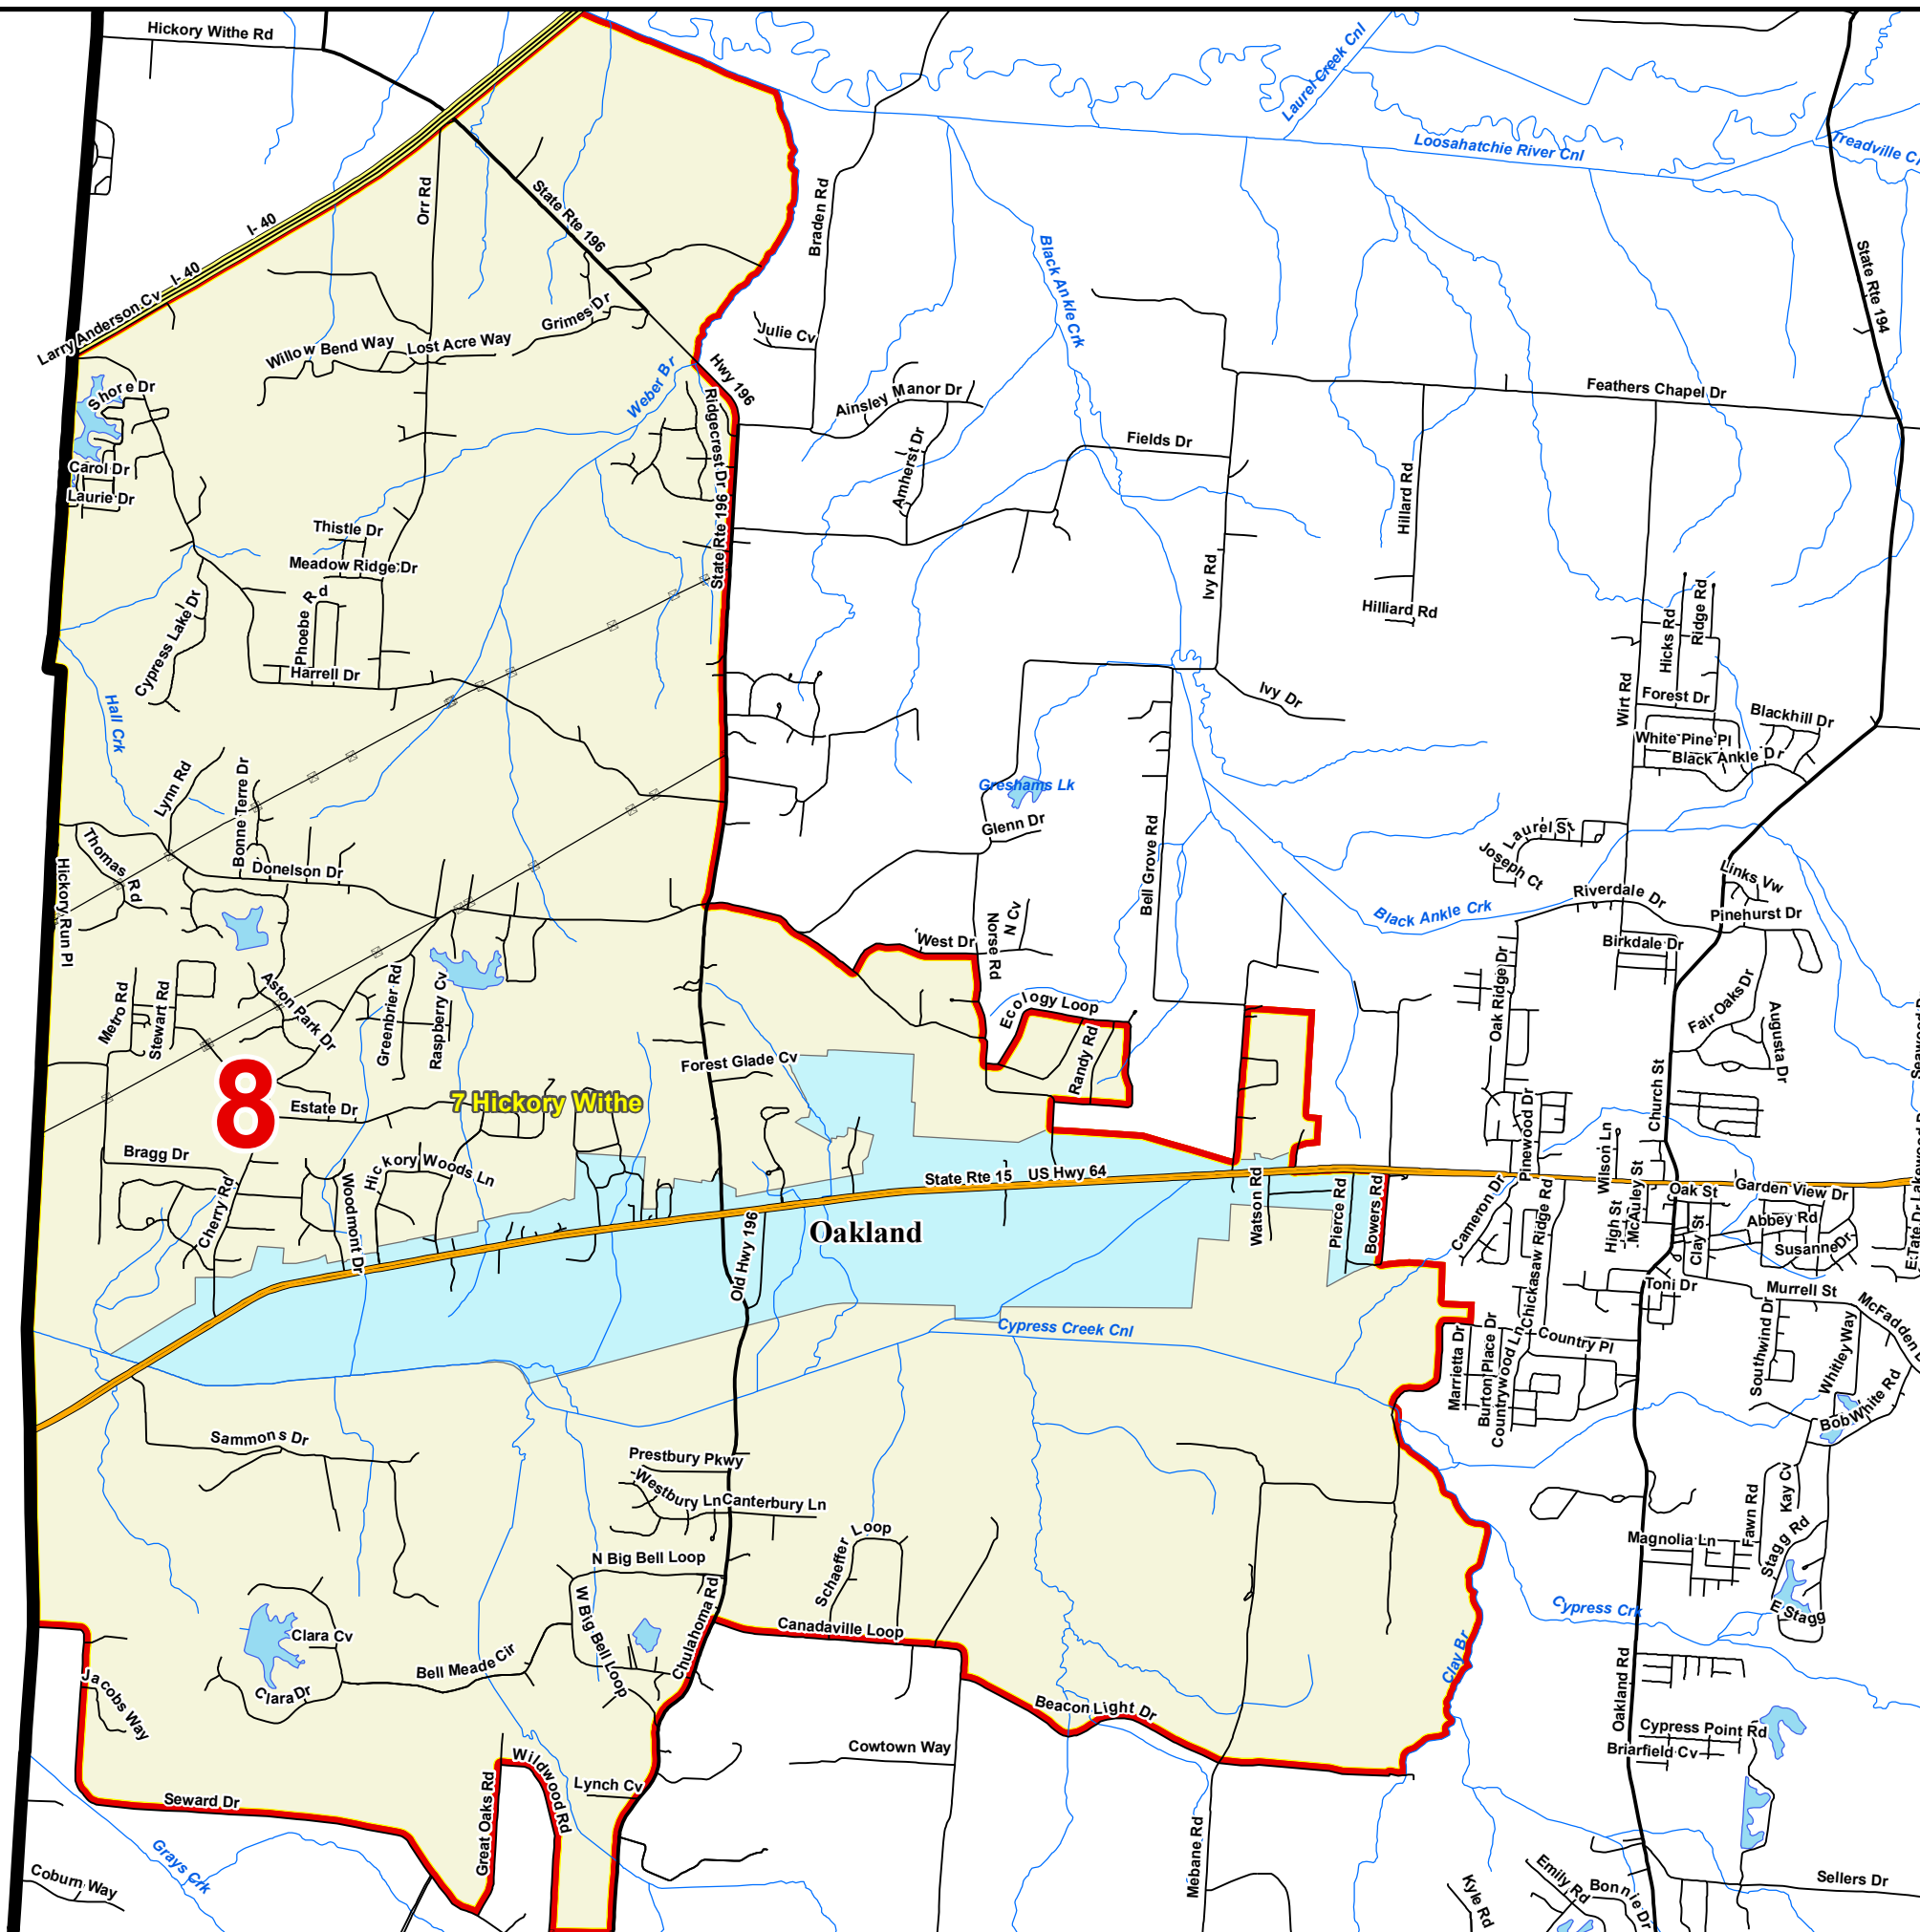 Hickory Withe Rd
Laurel Creek Cnl
Loosahatchie River Cnl
Treadville C
Orr Rd
State Rte 196
Braden Rd
I- 40
I- 40
Larry Anderson Cv
Black Ankle Crk
State Rte 194
Willow Bend Way
Lost Acre Way
Grimes Dr
Julie Cv
Hwy 196
Weber Br
Shore Dr
Ridgecrest Dr
Ainsley Manor Dr
Feathers Chapel Dr
Amherst Dr
Fields Dr
Carol Dr
Laurie Dr
Hillard Rd
Thistle Dr
State Rte 196
Meadow Ridge Dr
Ivy Rd
Phoebe Rd
Cypress Lake Dr
Hilliard Rd
Hicks Rd
Ridge Rd
Harrell Dr
Hall Crk
Ivy Dr
Wirt Rd
Forest Dr
Blackhill Dr
White Pine Pl
Black Ankle Dr
Lynn Rd
Bonne Terre Dr
Greshams Lk
Glenn Dr
Laurel St
Joseph Ct
Thomas Rd
Donelson Dr
Bell Grove Rd
Links Vw
Riverdale Dr
Hickory Run Pl
Black Ankle Crk
Pinehurst Dr
West Dr
Norse Rd
N Cv
Birkdale Dr
Metro Rd
Stewart Rd
Aston Park Dr
Greenbrier Rd
Raspberry Cv
Ecology Loop
Oak Ridge Dr
Fair Oaks Dr
Augusta Dr
Randy Rd
Forest Glade Cv
8
7 Hickory Withe
Estate Dr
Church St
Pinewood Dr
Bragg Dr
Hickory Woods Ln
Woodmont Dr
Cherry Rd
State Rte 15
US Hwy 64
Watson Rd
Pierce Rd
Bowers Rd
Cameron Dr
Chickasaw Ridge Rd
Wilson Ln
McAuley St
High St
Oak St
Garden View Dr
Abbey Rd
Clay St
Susanne Dr
Oakland
Old Hwy 196
Toni Dr
Murrell St
McFadden
Cypress Creek Cnl
Marrietta Dr
Burton Place Dr
Countrywood Ln
Country Pl
Southwind Dr
Whitley Way
Bob White Rd
Sammons Dr
Prestbury Pkwy
Westbury Ln
Canterbury Ln
Schaeffer Loop
N Big Bell Loop
W Big Bell Loop
Chulahoma Rd
Canadaville Loop
Magnolia Ln
Fawn Rd
Kay Cv
Stagg Rd
E Stagg
Cypress Crk
Clara Cv
Clara Dr
Bell Meade Cir
Jacobs Way
Clay Br
Oakland Rd
Beacon Light Dr
Cowtown Way
Cypress Point Rd
Briarfield Cv
Wildwood Rd
Lynch Cv
Great Oaks Rd
Seward Dr
Grays Crk
Coburn Way
Mebane Rd
Kyle Rd
Emily Rd
Bonnie Dr
Sellers Dr